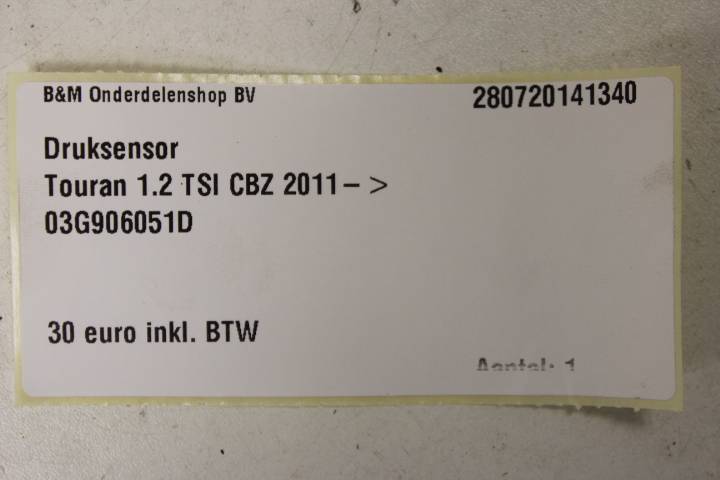 B&M Onderdelenshop BV
280720141340
Druksensor
Touran 1.2 TSI CBZ 2011- >
03G906051D
30 euro inkl. BTW
Aantal: 1